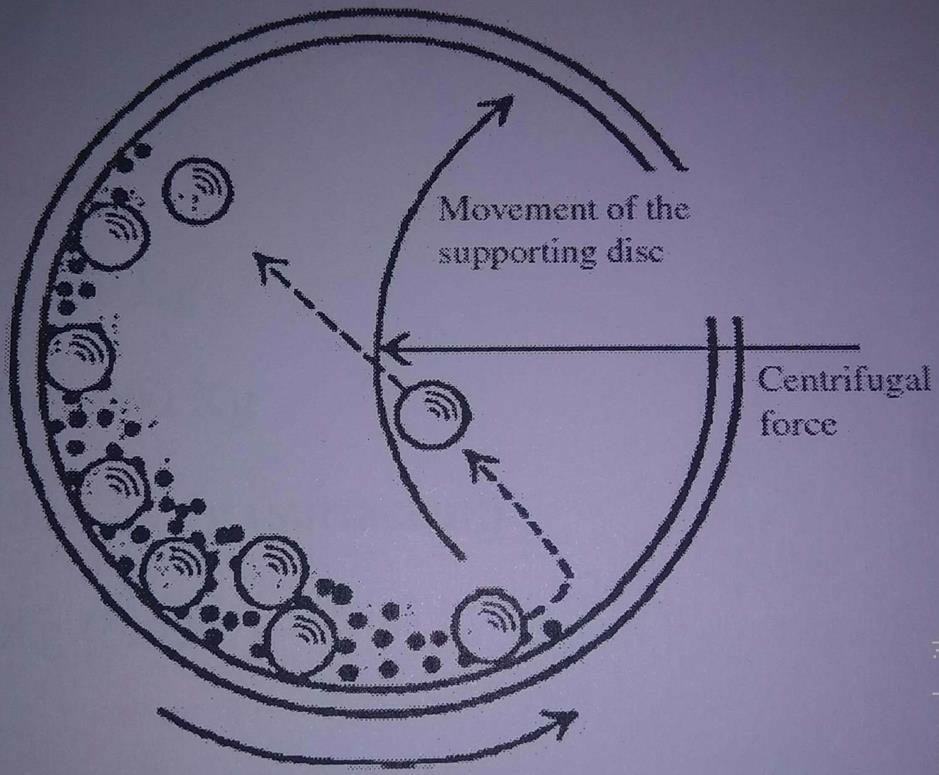 Movement of the
supporting disc
Centrifugal
force